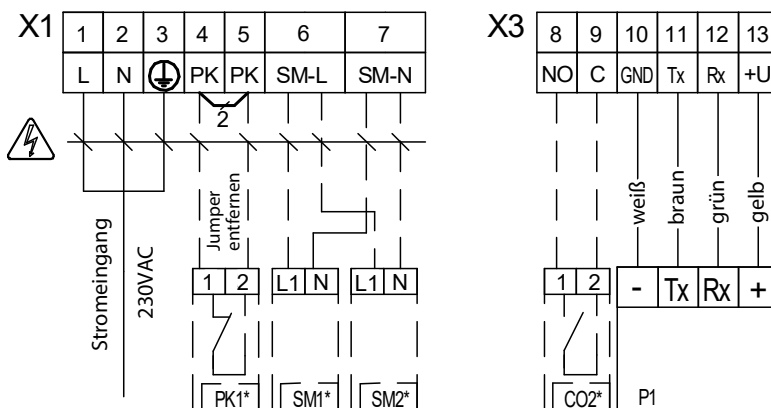 X1 1 2 3 4 5 6 7
L N PK PK SM-L SM-N
2
Stromeingang
230VAC
Jumper
entfernen
1 2 L1 N L1 N
PK1* SM1* SM2*
X3 8 9 10 11 12 13
NO C GND Tx Rx +U
weiß
braun
grün
gelb
1 2 - Tx Rx +
CO2* P1